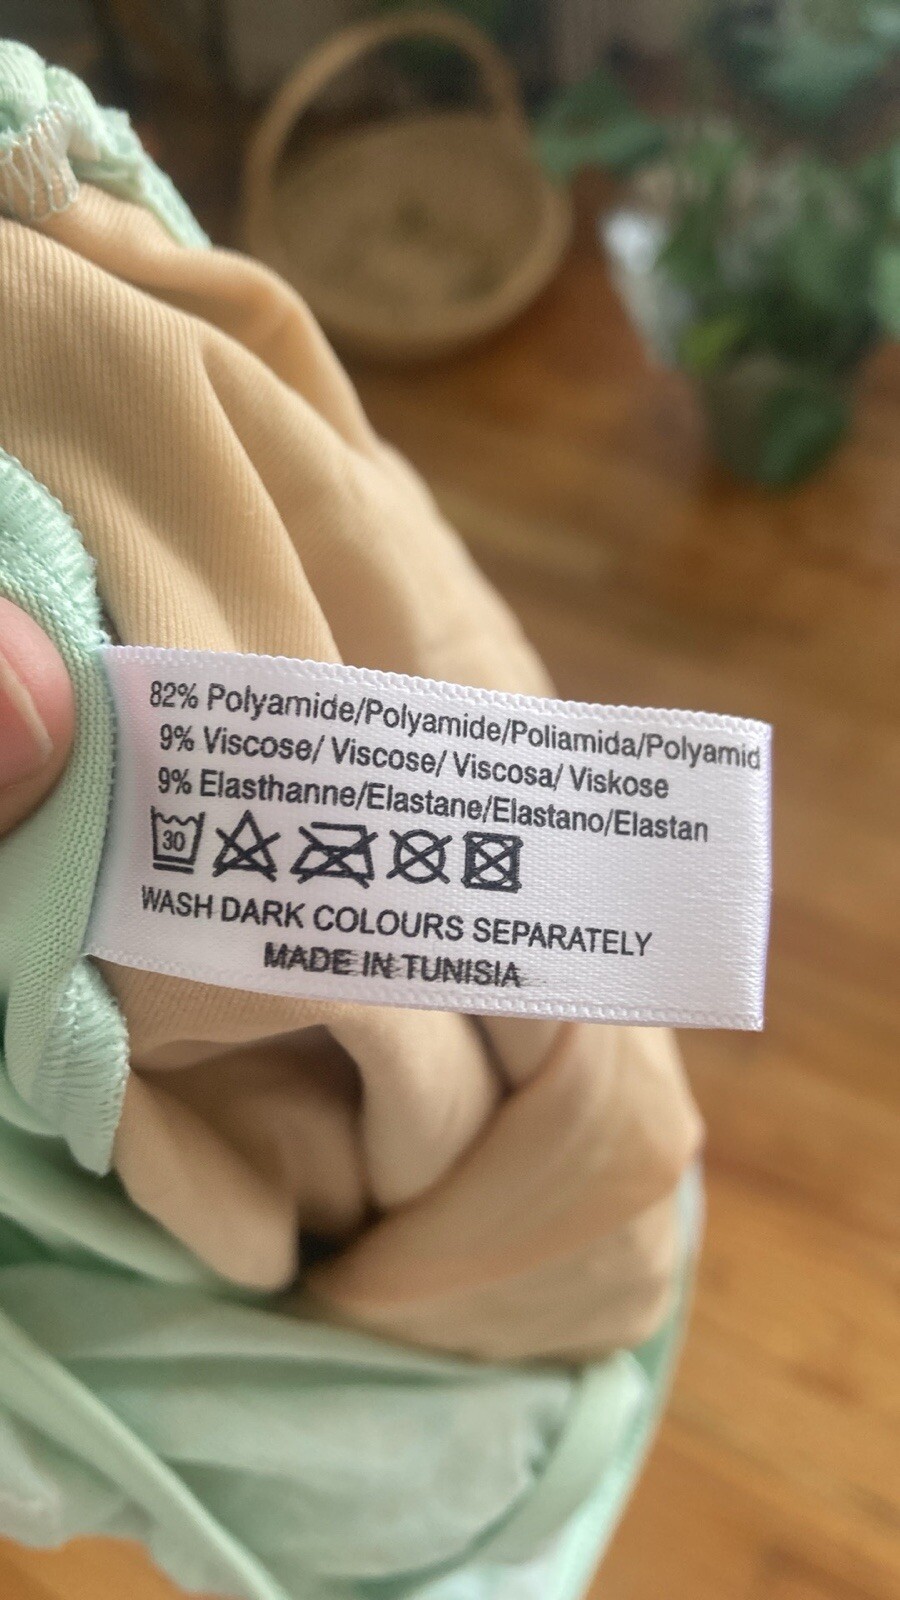 82% Polyamide/Polyamide/Poliamida/Polyamid
9% Viscose/ Viscose/ Viscosa/ Viskose
9% Elasthanne/Elastane/Elastano/Elastan
30
WASH DARK COLOURS SEPARATELY
MADE IN TUNISIA